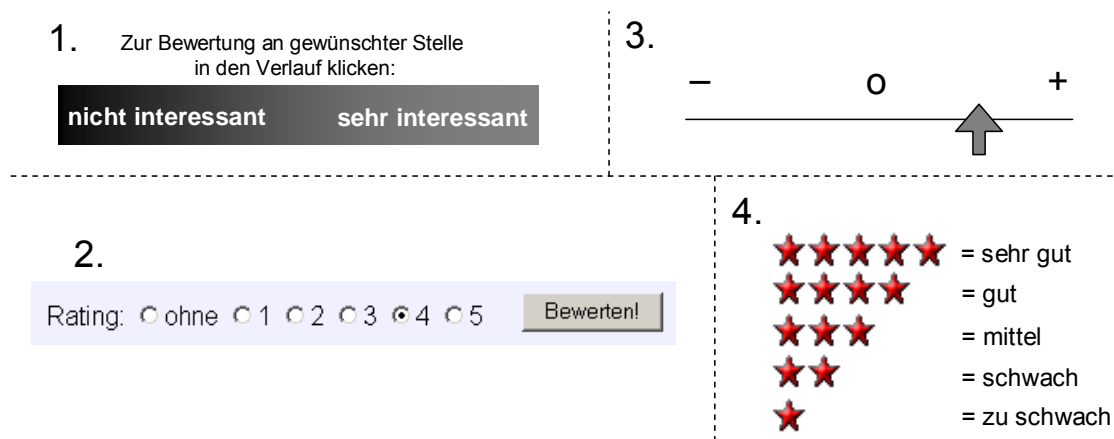 1.
Zur Bewertung an gewünschter Stelle
in den Verlauf klicken:
nicht interessant sehr interessant
2.
Rating: ohne 1 2 3 4 5 Bewerten!
3.
– o +
4.
= sehr gut
= gut
= mittel
= schwach
= zu schwach